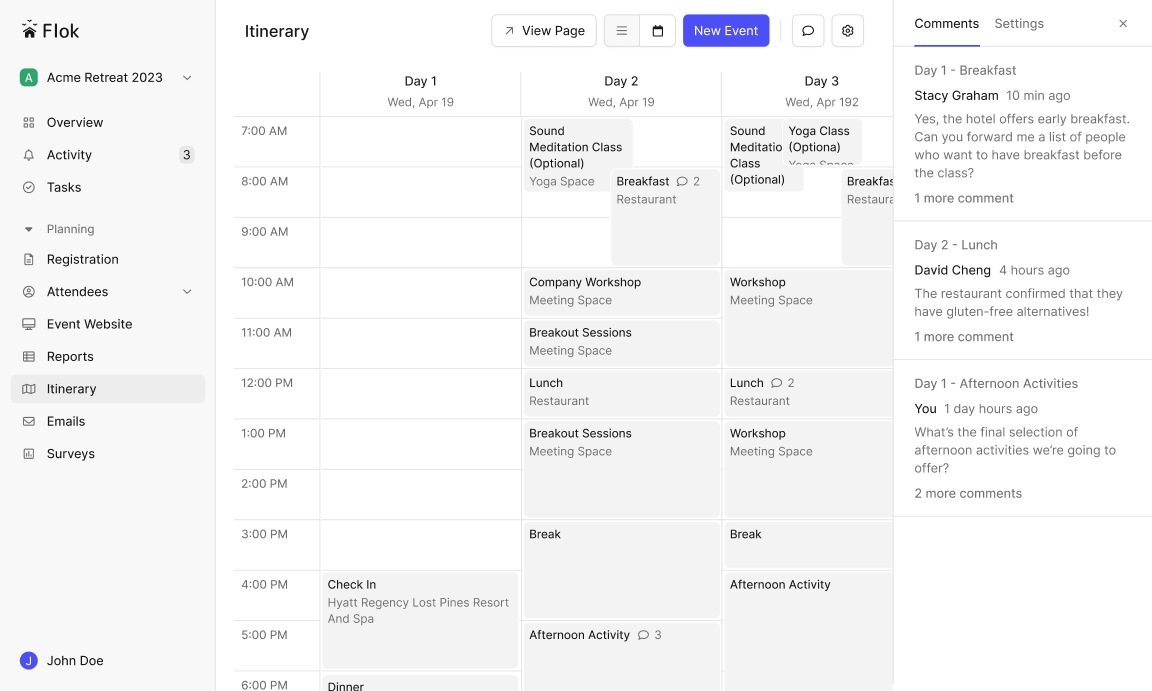 Flok
A Acme Retreat 2023
Overview
Activity 3
Tasks
Planning
Registration
Attendees
Event Website
Reports
Itinerary
Emails
Surveys
J John Doe
Itinerary
View Page
New Event
Day 1
Wed, Apr 19
Day 2
Wed, Apr 19
Day 3
Wed, Apr 192
7:00 AM
8:00 AM
9:00 AM
10:00 AM
11:00 AM
12:00 PM
1:00 PM
2:00 PM
3:00 PM
4:00 PM
5:00 PM
6:00 PM
Check In
Hyatt Regency Lost Pines Resort
And Spa
Dinner
Sound
Meditation Class
(Optional)
Yoga Space
Breakfast 2
Restaurant
Company Workshop
Meeting Space
Breakout Sessions
Meeting Space
Lunch
Restaurant
Breakout Sessions
Meeting Space
Break
Afternoon Activity 3
Sound
Meditatio
Class
(Optional)
Yoga Class
(Optiona)
Yoga Space
Breakfas
Restaura
Workshop
Meeting Space
Lunch 2
Restaurant
Workshop
Meeting Space
Break
Afternoon Activity
Comments Settings
Day 1 - Breakfast
Stacy Graham 10 min ago
Yes, the hotel offers early breakfast.
Can you forward me a list of people
who want to have breakfast before
the class?
1 more comment
Day 2 - Lunch
David Cheng 4 hours ago
The restaurant confirmed that they
have gluten-free alternatives!
1 more comment
Day 1 - Afternoon Activities
You 1 day hours ago
What's the final selection of
afternoon activities we're going to
offer?
2 more comments